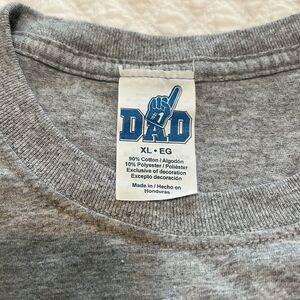 #1
DAD
XL • EG
90% Cotton / Algodón
10% Polyester / Poliéster
Exclusive of decoration
Excepto decoración
Made in / Hecho en
Honduras